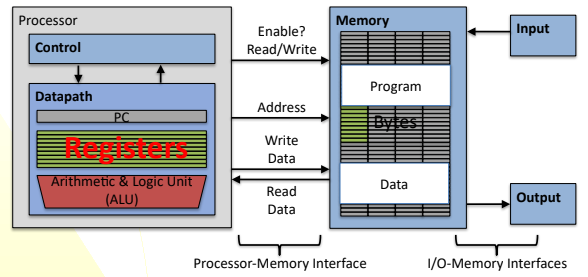 Processor
Control
Datapath
PC
Registers
Arithmetic & Logic Unit
(ALU)
Enable?
Read/Write
Address
Write
Data
Read
Data
Processor-Memory Interface
Memory
Program
Bytes
Data
Input
Output
I/O-Memory Interfaces